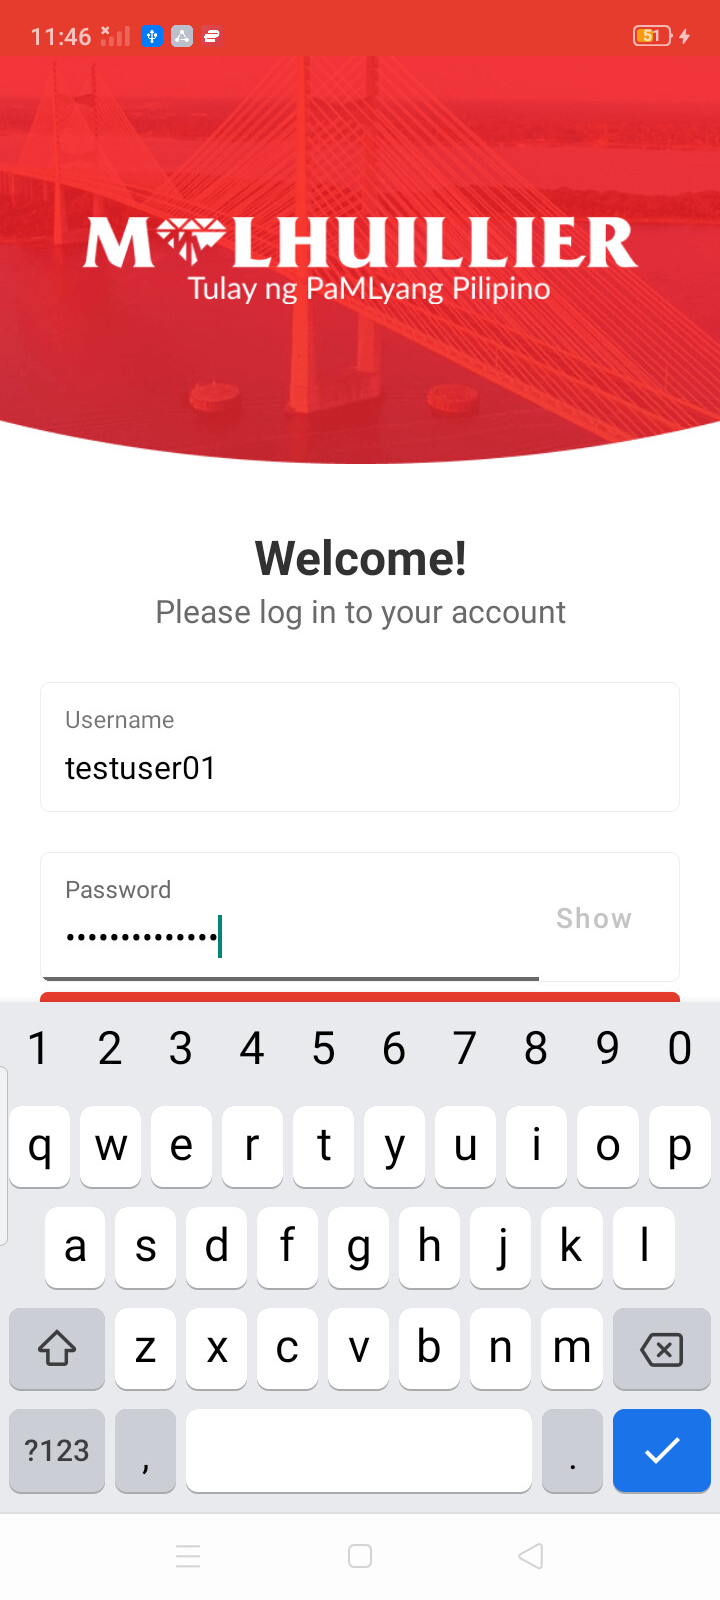 11:46
51
M LHUILLIER
Tulay ng PaMLyang Pilipino
Welcome!
Please log in to your account
Username
testuser01
Password
••••••••••••••
Show
1 2 3 4 5 6 7 8 9 0
q w e r t y u i o p
a s d f g h j k l
z x c v b n m
?123 , .